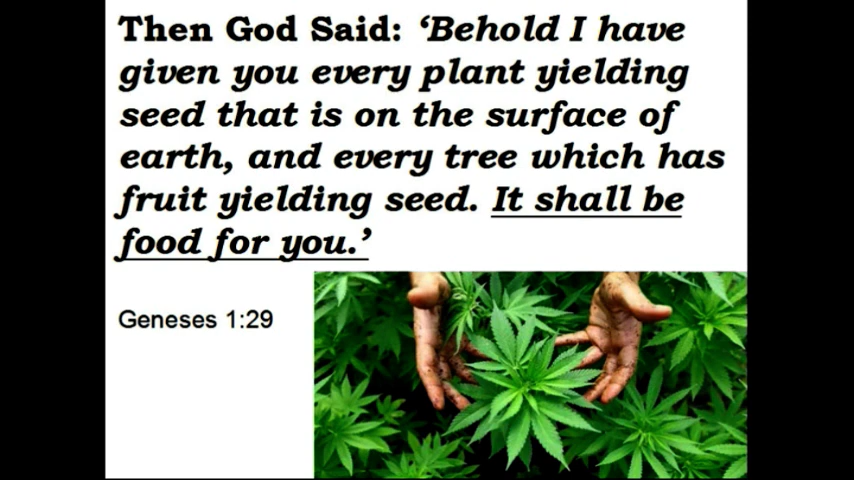 Then God Said: ‘Behold I have
given you every plant yielding
seed that is on the surface of
earth, and every tree which has
fruit yielding seed. It shall be
food for you.’
Geneses 1:29